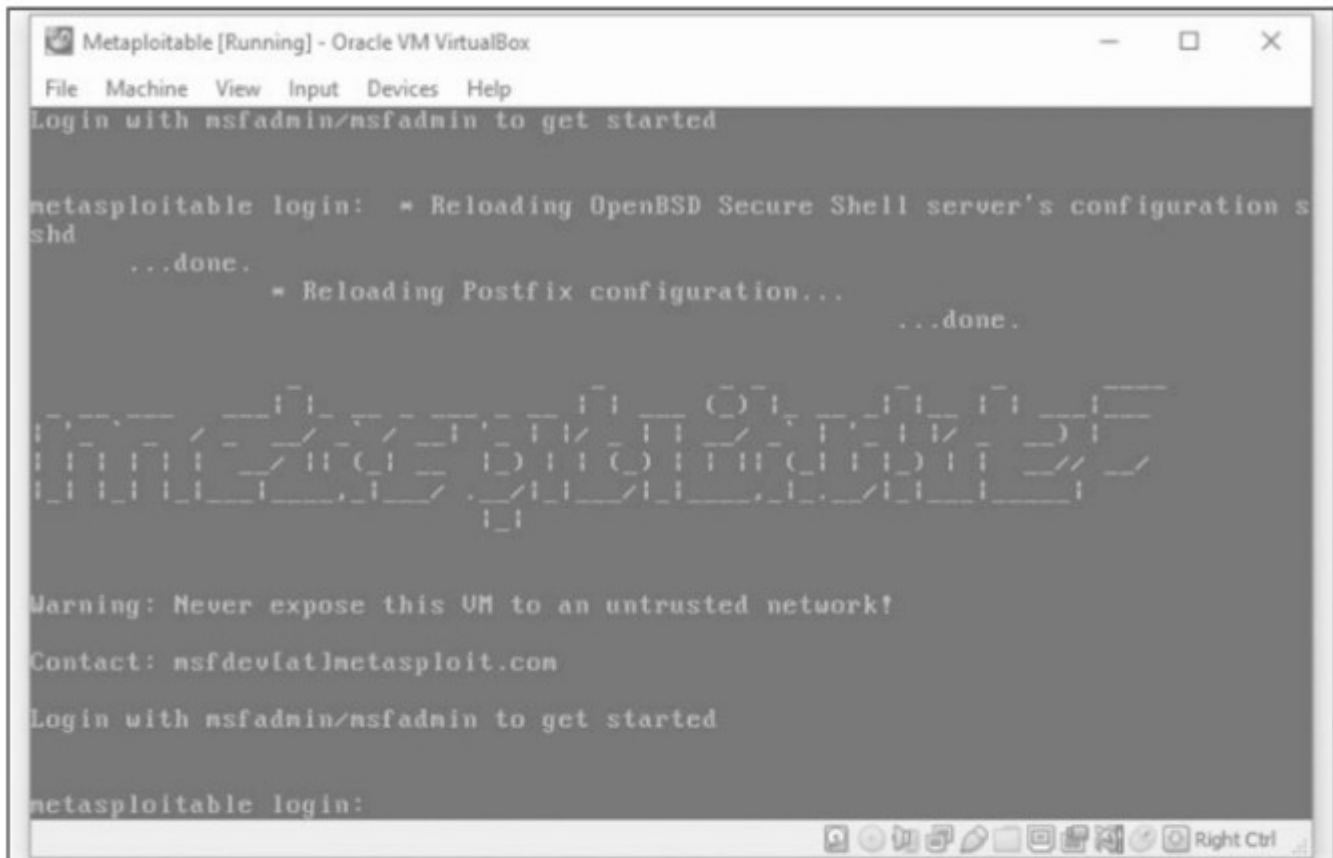 Metaploitable [Running] - Oracle VM VirtualBox
File Machine View Input Devices Help
Login with msfadmin/msfadmin to get started
metasploitable login: * Reloading OpenBSD Secure Shell server's configuration s
shd
...done.
* Reloading Postfix configuration...
...done.
metasploitable2
Warning: Never expose this VM to an untrusted network!
Contact: msfdev[at]metasploit.com
Login with msfadmin/msfadmin to get started
metasploitable login:
Right Ctrl